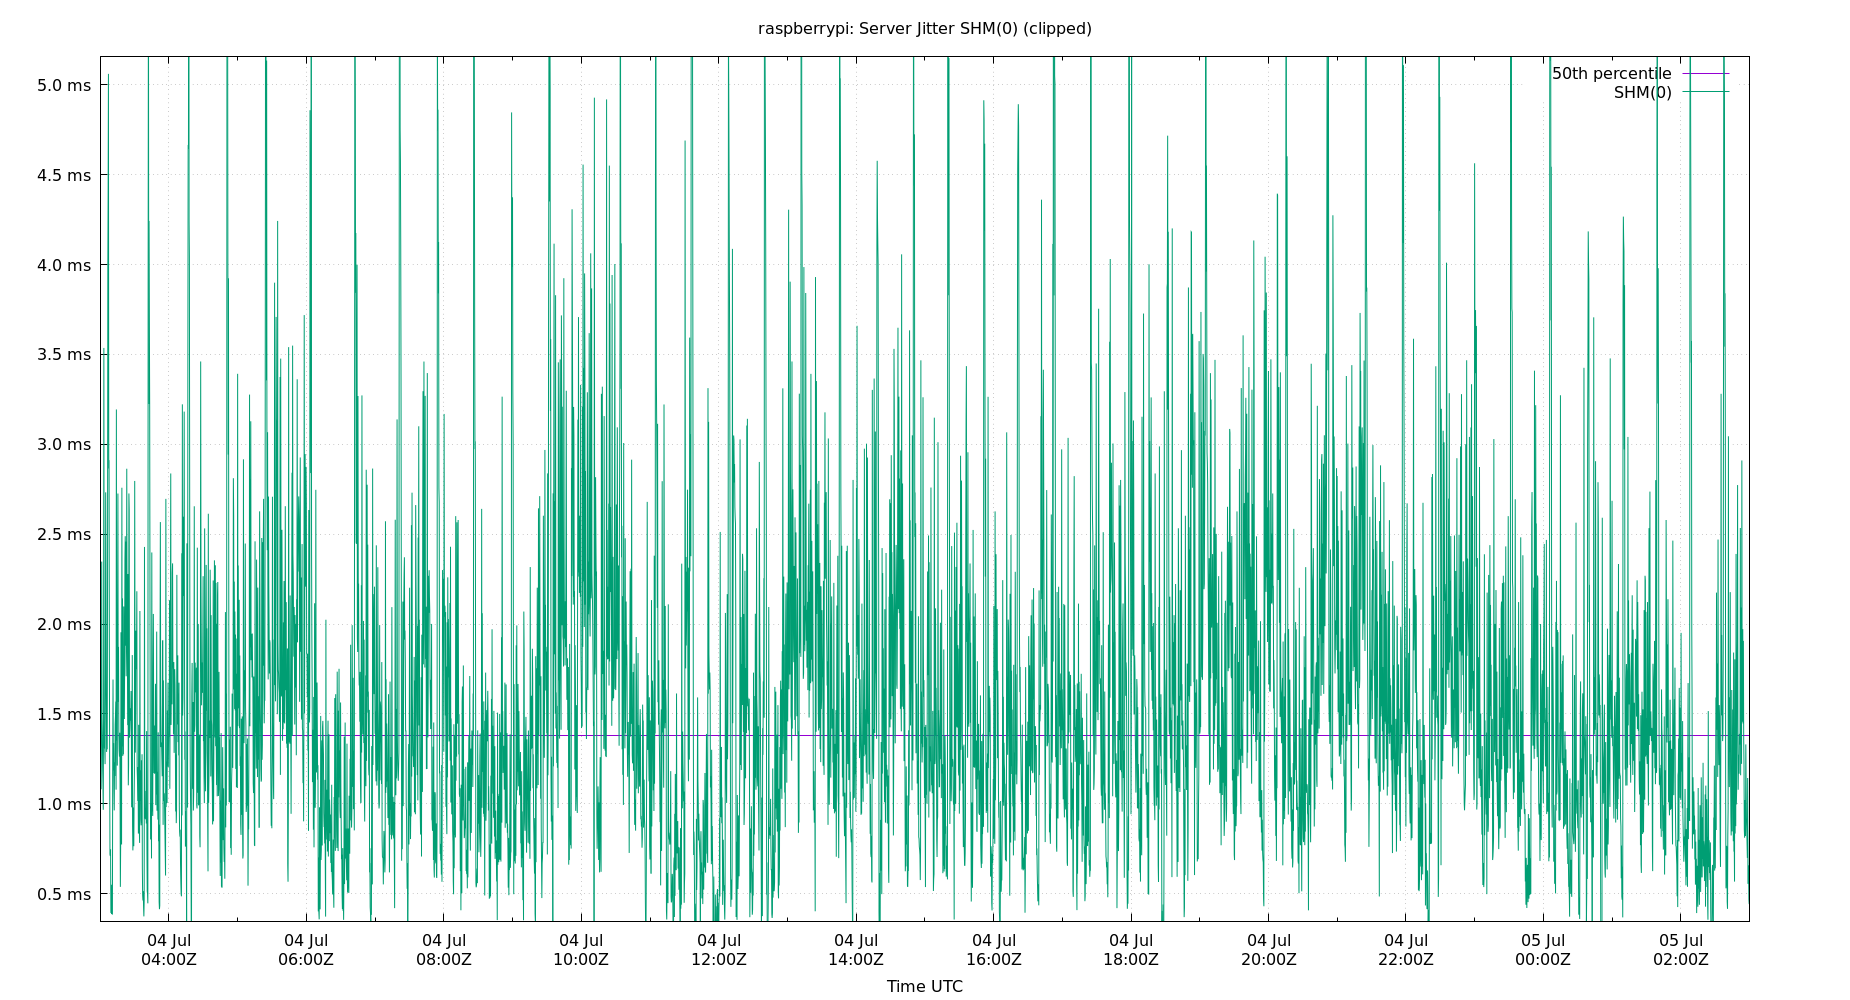 raspberrypi: Server Jitter SHM(0) (clipped)
50th percentile
SHM(0)
5.0 ms
4.5 ms
4.0 ms
3.5 ms
3.0 ms
2.5 ms
2.0 ms
1.5 ms
1.0 ms
0.5 ms
04 Jul 04 Jul 04 Jul 04 Jul 04 Jul 04 Jul 04 Jul 04 Jul 04 Jul 04 Jul 05 Jul 05 Jul
04:00Z 06:00Z 08:00Z 10:00Z 12:00Z 14:00Z 16:00Z 18:00Z 20:00Z 22:00Z 00:00Z 02:00Z
Time UTC